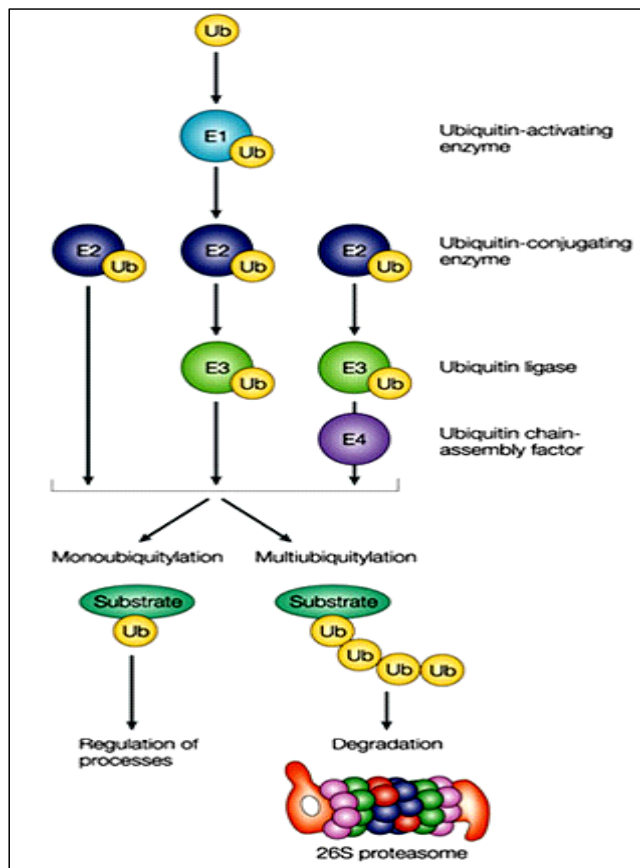 Ub
E1
Ub
Ubiquitin-activating
enzyme
E2
Ub
E2
Ub
E2
Ub
Ubiquitin-conjugating
enzyme
E3
Ub
E3
Ub
Ubiquitin ligase
E4
Ubiquitin chain-
assembly factor
Monoubiquitylation
Multiubiquitylation
Substrate
Ub
Substrate
Ub
Ub
Ub
Ub
Regulation of
processes
Degradation
26S proteasome